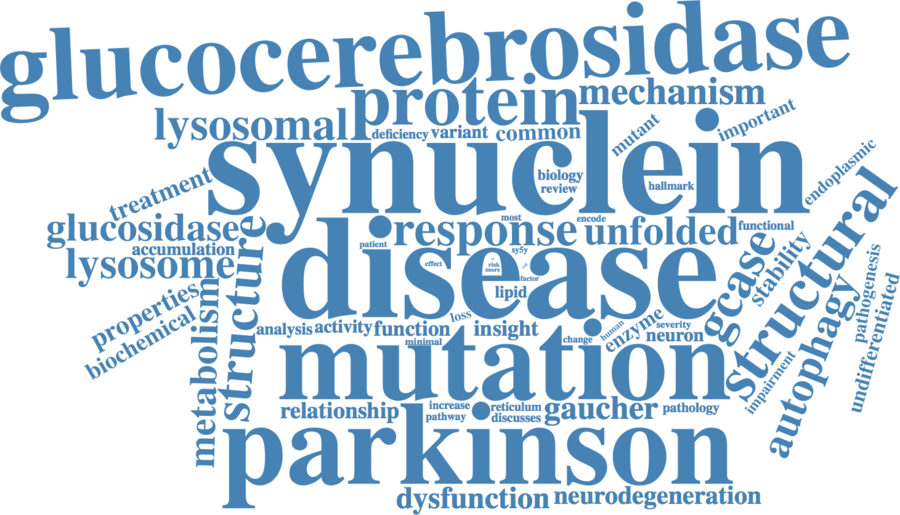 glucocerebrosidase
protein
mechanism
lysosomal
deficiency
variant
common
mutant
important
synuclein
biology
review
hallmark
endoplasmic
treatment
glucosidase
accumulation
lysosome
most
encode
response
unfolded
functional
patient
sy5y
disease
effect
risk
more
factor
lipid
structural
gcase
stability
pathogenesis
undifferentiated
autophagy
properties
biochemical
metabolism
structure
analysis
activity
function
loss
insight
minimal
change
human
enzyme
severity
neuron
mutation
impairment
relationship
increase
pathway
reticulum
discusses
gaucher
pathology
parkinson
dysfunction
neurodegeneration